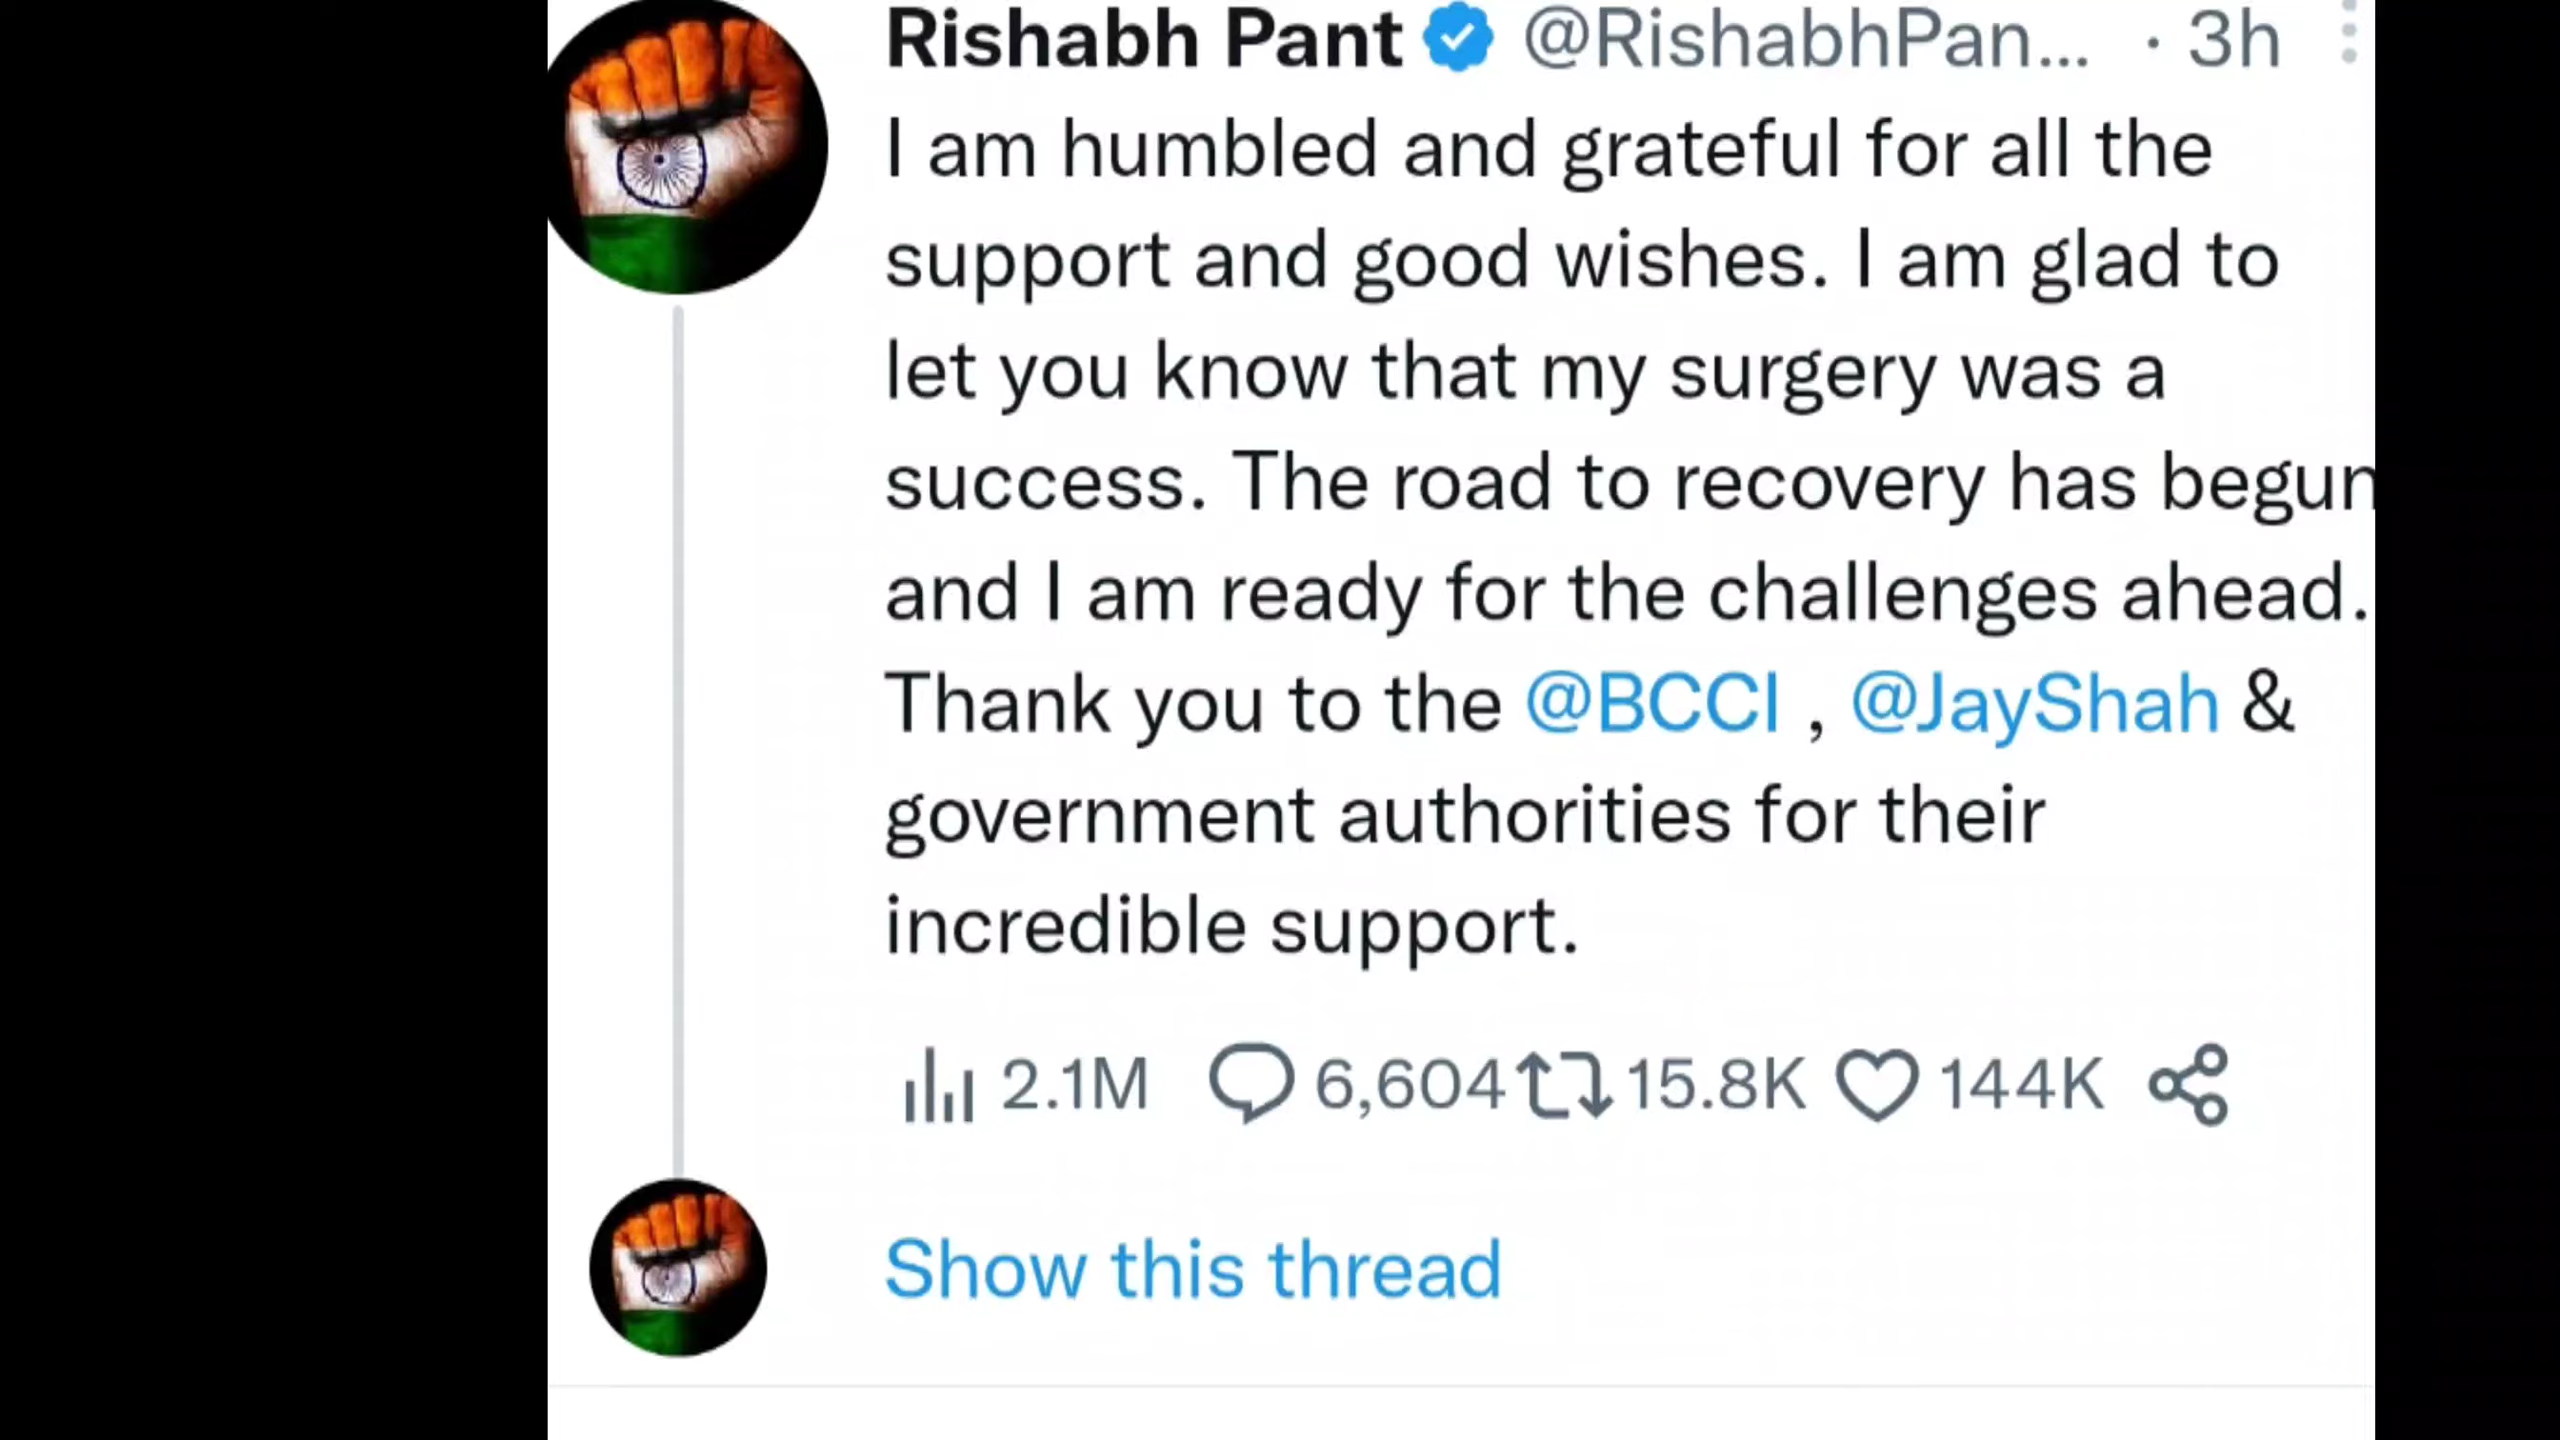 Rishabh Pant @RishabhPan... · 3h
I am humbled and grateful for all the
support and good wishes. I am glad to
let you know that my surgery was a
success. The road to recovery has begun
and I am ready for the challenges ahead.
Thank you to the @BCCI , @JayShah &
government authorities for their
incredible support.
2.1M 6,604 15.8K 144K
Show this thread